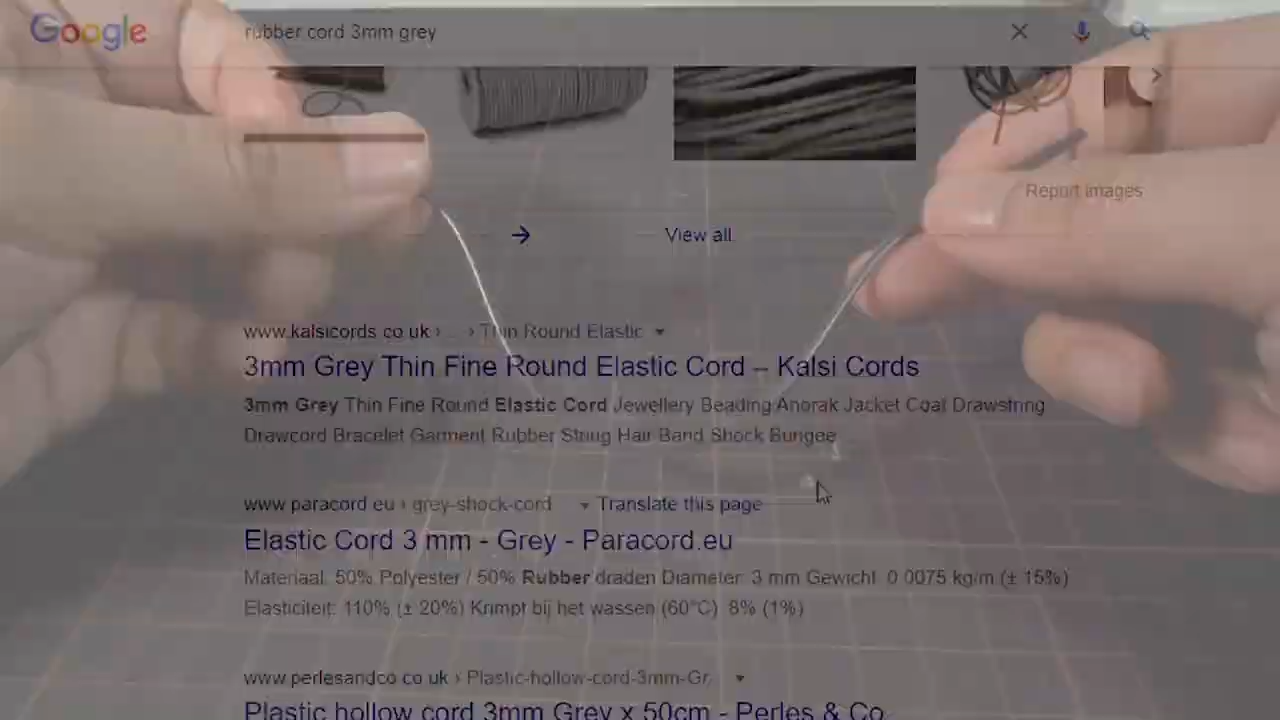 Google
rubber cord 3mm grey
Report images
View all
www.kalsicords.co.uk › ... › Thin Round Elastic
3mm Grey Thin Fine Round Elastic Cord – Kalsi Cords
3mm Grey Thin Fine Round Elastic Cord Jewellery Beading Anorak Jacket Coat Drawstring
Drawcord Bracelet Garment Rubber String Hair Band Shock Bungee
www.paracord.eu › grey-shock-cord Translate this page
Elastic Cord 3 mm - Grey - Paracord.eu
Materiaal: 50% Polyester / 50% Rubber draden Diameter: 3 mm Gewicht: 0.0075 kg/m (± 15%)
Elasticiteit: 110% (± 20%) Krimpt bij het wassen (60°C): 8% (1%)
www.perlesandco.co.uk › Plastic-hollow-cord-3mm-Gr...
Plastic hollow cord 3mm Grey x 50cm - Perles & Co